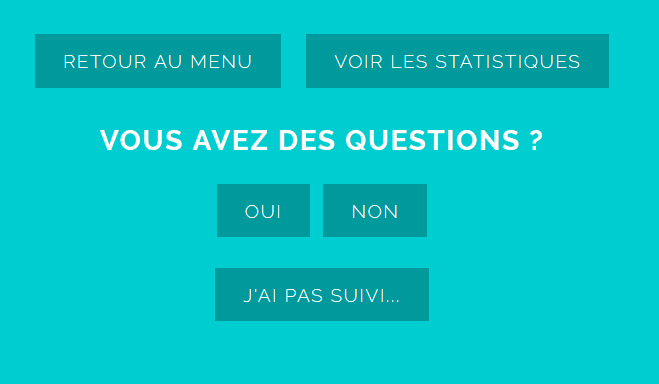 RETOUR AU MENU
VOIR LES STATISTIQUES
VOUS AVEZ DES QUESTIONS ?
OUI
NON
J'AI PAS SUIVI...